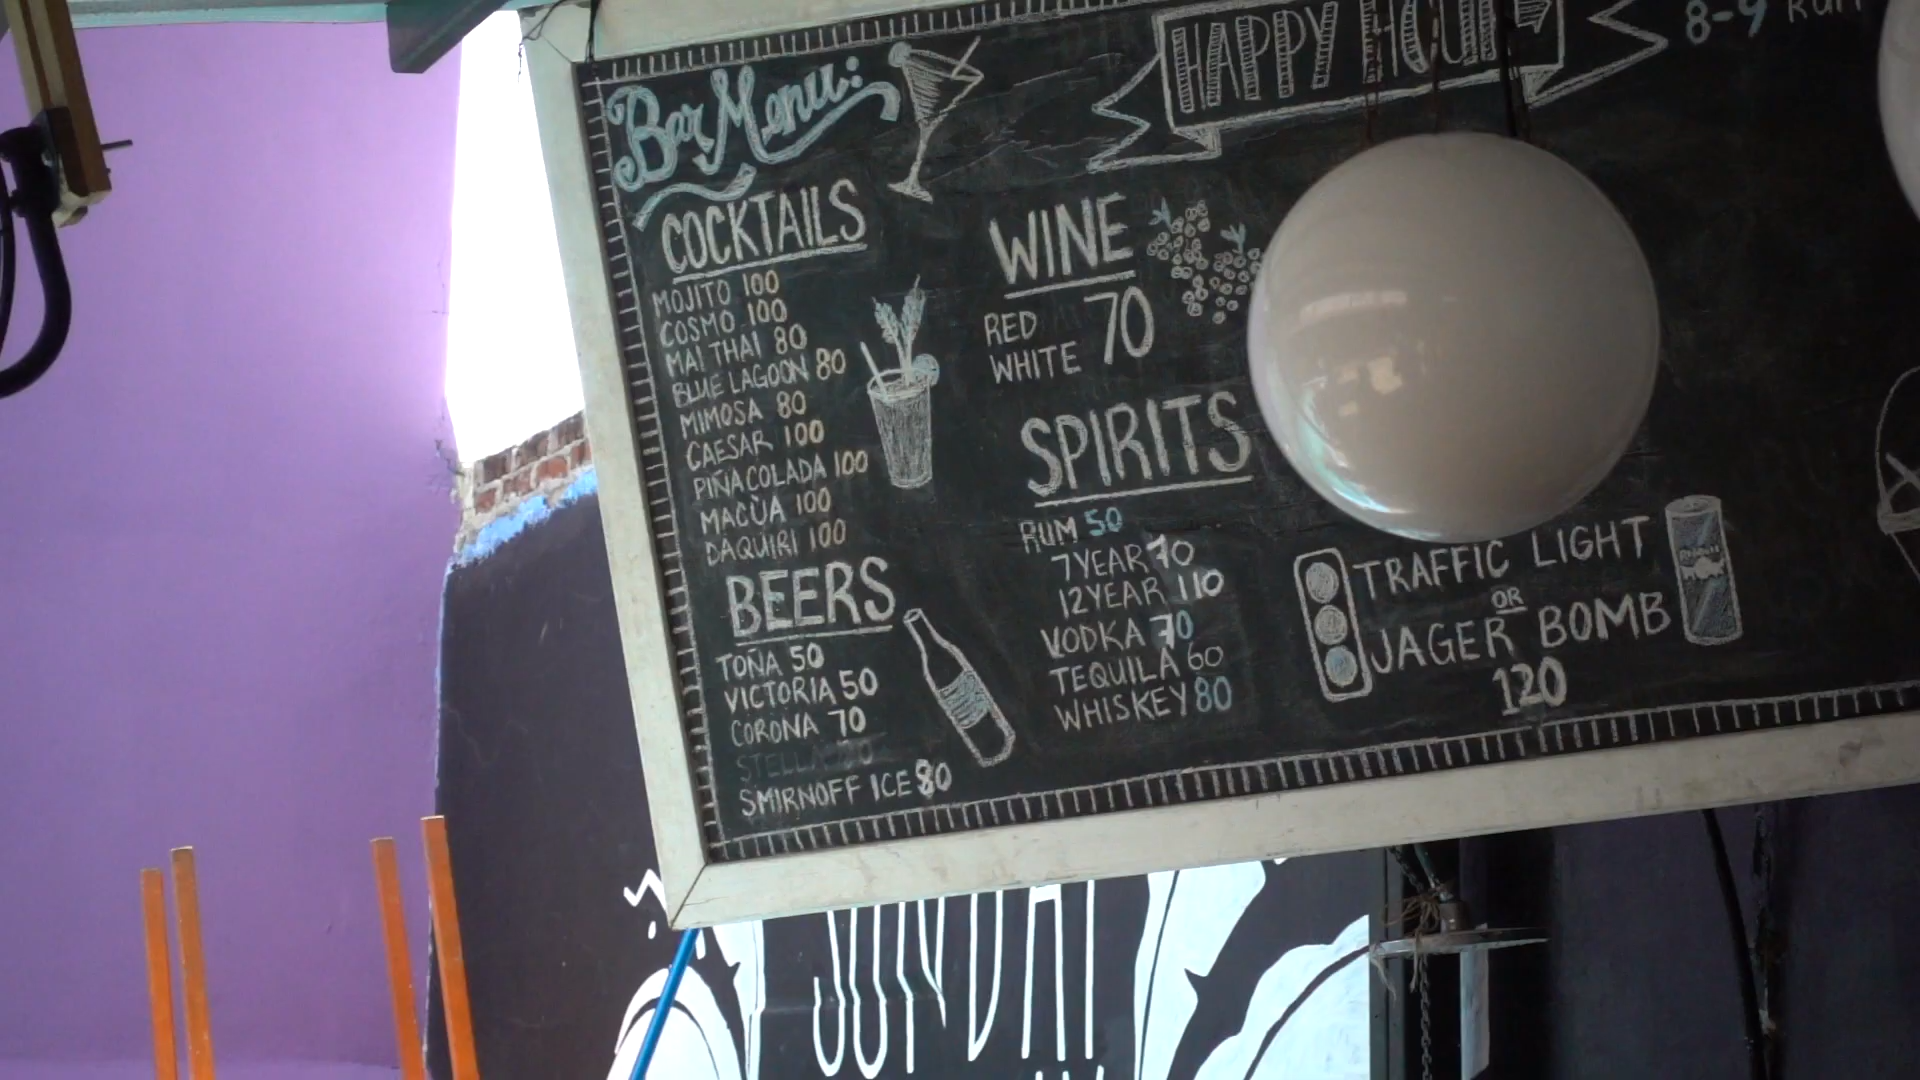 Bar Menu:
COCKTAILS
MOJITO 100
COSMO 100
MAI THAI 80
BLUE LAGOON 80
MIMOSA 80
CAESAR 100
PIÑA COLADA 100
MACÙA 100
DAQUIRI 100
BEERS
TOÑA 50
VICTORIA 50
CORONA 70
STELLA 70
SMIRNOFF ICE 80
HAPPY HOUR
8-9
WINE
RED
WHITE 70
SPIRITS
RUM 50
7 YEAR 70
12 YEAR 110
VODKA 70
TEQUILA 60
WHISKEY 80
TRAFFIC LIGHT
OR
JAGER BOMB
120
SUNDAY